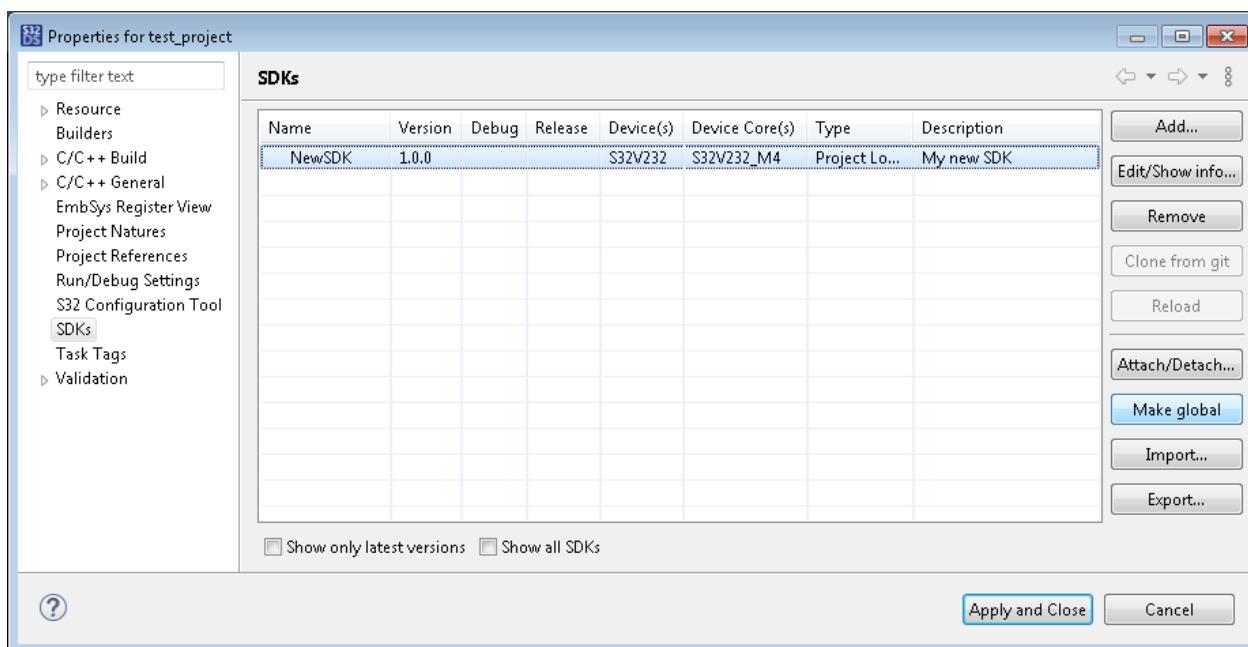 S32
DS
Properties for test_project
type filter text
Resource
Builders
C/C++ Build
C/C++ General
EmbSys Register View
Project Natures
Project References
Run/Debug Settings
S32 Configuration Tool
SDKs
Task Tags
Validation
SDKs
Name Version Debug Release Device(s) Device Core(s) Type Description
NewSDK 1.0.0 S32V232 S32V232_M4 Project Lo... My new SDK
Add...
Edit/Show info...
Remove
Clone from git
Reload
Attach/Detach...
Make global
Import...
Export...
Show only latest versions Show all SDKs
?
Apply and Close Cancel